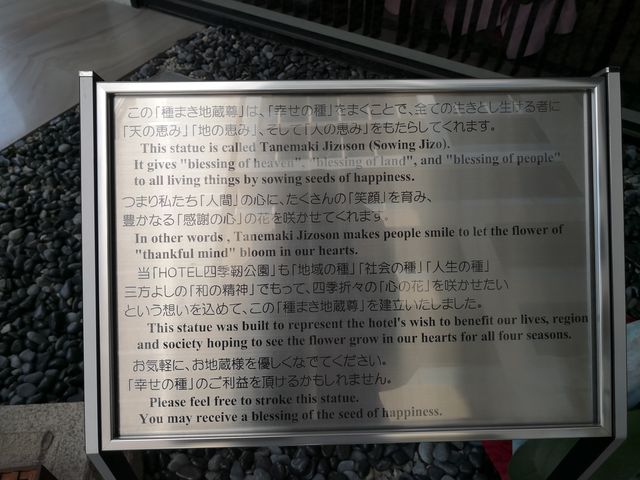 この「種まき地蔵尊」は、「幸せの種」をまくことで、全ての生きとし生ける者に
「天の恵み」「地の恵み」、そして「人の恵み」をもたらしてくれます。
This statue is called Tanemaki Jizoson (Sowing Jizo).
It gives "blessing of heaven", "blessing of land", and "blessing of people"
to all living things by sowing seeds of happiness.
つまり私たち「人間」の心に、たくさんの「笑顔」を育み、
豊かなる「感謝の心」の花を咲かせてくれます。
In other words , Tanemaki Jizoson makes people smile to let the flower of
"thankful mind" bloom in our hearts.
当「HOTEL四季靭公園」も「地域の種」「社会の種」「人生の種」
三方よしの「和の精神」でもって、四季折々の「心の花」を咲かせたい
という想いを込めて、この「種まき地蔵尊」を建立いたしました。
This statue was built to represent the hotel's wish to benefit our lives, region
and society hoping to see the flower grow in our hearts for all four seasons.
お気軽に、お地蔵様を優しくなでてください。
「幸せの種」のご利益を頂けるかもしれません。
Please feel free to stroke this statue.
You may receive a blessing of the seed of happiness.